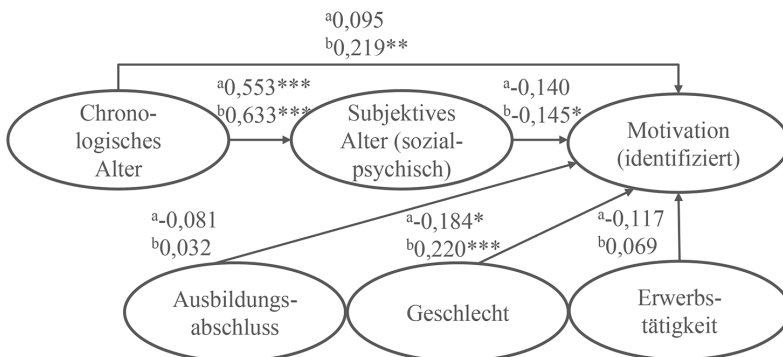 ᵃ0,095
ᵇ0,219**
ᵃ0,553***
ᵇ0,633***
ᵃ-0,140
ᵇ-0,145*
Chrono-
logisches
Alter
Subjektives
Alter (sozial-
psychisch)
Motivation
(identifiziert)
ᵃ-0,081
ᵇ0,032
ᵃ-0,184*
ᵇ0,220***
ᵃ-0,117
ᵇ0,069
Ausbildungs-
abschluss
Geschlecht
Erwerbs-
tätigkeit